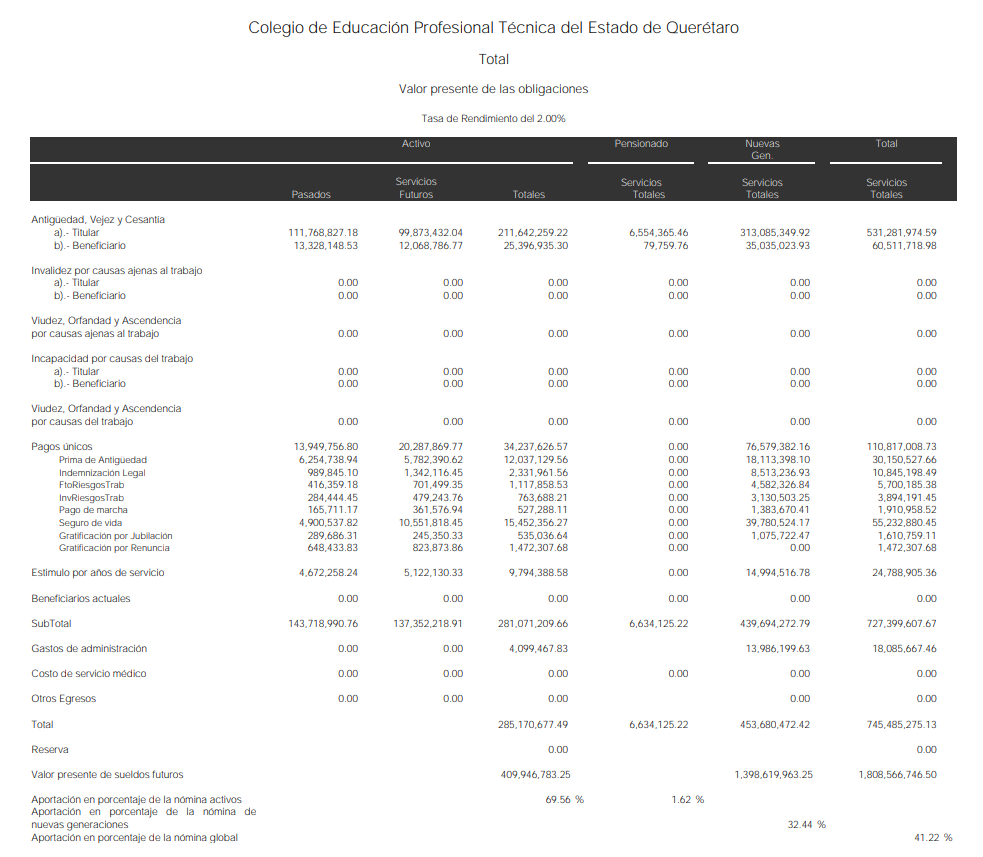 Colegio de Educación Profesional Técnica del Estado de Querétaro
Total
Valor presente de las obligaciones
Tasa de Rendimiento del 2.00%
Activo Pensionado Nuevas Gen. Total
Pasados Servicios Futuros Totales Servicios Totales Servicios Totales Servicios Totales
Antigüedad, Vejez y Cesantía
a).- Titular 111,768,827.18 99,873,432.04 211,642,259.22 6,554,365.46 313,085,349.92 531,281,974.59
b).- Beneficiario 13,328,148.53 12,068,786.77 25,396,935.30 79,759.76 35,035,023.93 60,511,718.98
Invalidez por causas ajenas al trabajo
a).- Titular 0.00 0.00 0.00 0.00 0.00 0.00
b).- Beneficiario 0.00 0.00 0.00 0.00 0.00 0.00
Viudez, Orfandad y Ascendencia
por causas ajenas al trabajo 0.00 0.00 0.00 0.00 0.00 0.00
Incapacidad por causas del trabajo
a).- Titular 0.00 0.00 0.00 0.00 0.00 0.00
b).- Beneficiario 0.00 0.00 0.00 0.00 0.00 0.00
Viudez, Orfandad y Ascendencia
por causas del trabajo 0.00 0.00 0.00 0.00 0.00 0.00
Pagos únicos 13,949,756.80 20,287,869.77 34,237,626.57 0.00 76,579,382.16 110,817,008.73
Prima de Antigüedad 6,254,738.94 5,782,390.62 12,037,129.56 0.00 18,113,398.10 30,150,527.66
Indemnización Legal 989,845.10 1,342,116.45 2,331,961.56 0.00 8,513,236.93 10,845,198.49
FtoRiesgosTrab 416,359.18 701,499.35 1,117,858.53 0.00 4,582,326.84 5,700,185.38
InvRiesgosTrab 284,444.45 479,243.76 763,688.21 0.00 3,130,503.25 3,894,191.45
Pago de marcha 165,711.17 361,576.94 527,288.11 0.00 1,383,670.41 1,910,958.52
Seguro de vida 4,900,537.82 10,551,818.45 15,452,356.27 0.00 39,780,524.17 55,232,880.45
Gratificación por Jubilación 289,686.31 245,350.33 535,036.64 0.00 1,075,722.47 1,610,759.11
Gratificación por Renuncia 648,433.83 823,873.86 1,472,307.68 0.00 0.00 1,472,307.68
Estímulo por años de servicio 4,672,258.24 5,122,130.33 9,794,388.58 0.00 14,994,516.78 24,788,905.36
Beneficiarios actuales 0.00 0.00 0.00 0.00 0.00 0.00
SubTotal 143,718,990.76 137,352,218.91 281,071,209.66 6,634,125.22 439,694,272.79 727,399,607.67
Gastos de administración 0.00 0.00 4,099,467.83 13,986,199.63 18,085,667.46
Costo de servicio médico 0.00 0.00 0.00 0.00 0.00 0.00
Otros Egresos 0.00 0.00 0.00 0.00 0.00
Total 285,170,677.49 6,634,125.22 453,680,472.42 745,485,275.13
Reserva 0.00 0.00
Valor presente de sueldos futuros 409,946,783.25 1,398,619,963.25 1,808,566,746.50
Aportación en porcentaje de la nómina activos 69.56 % 1.62 %
Aportación en porcentaje de la nómina de
nuevas generaciones 32.44 %
Aportación en porcentaje de la nómina global 41.22 %